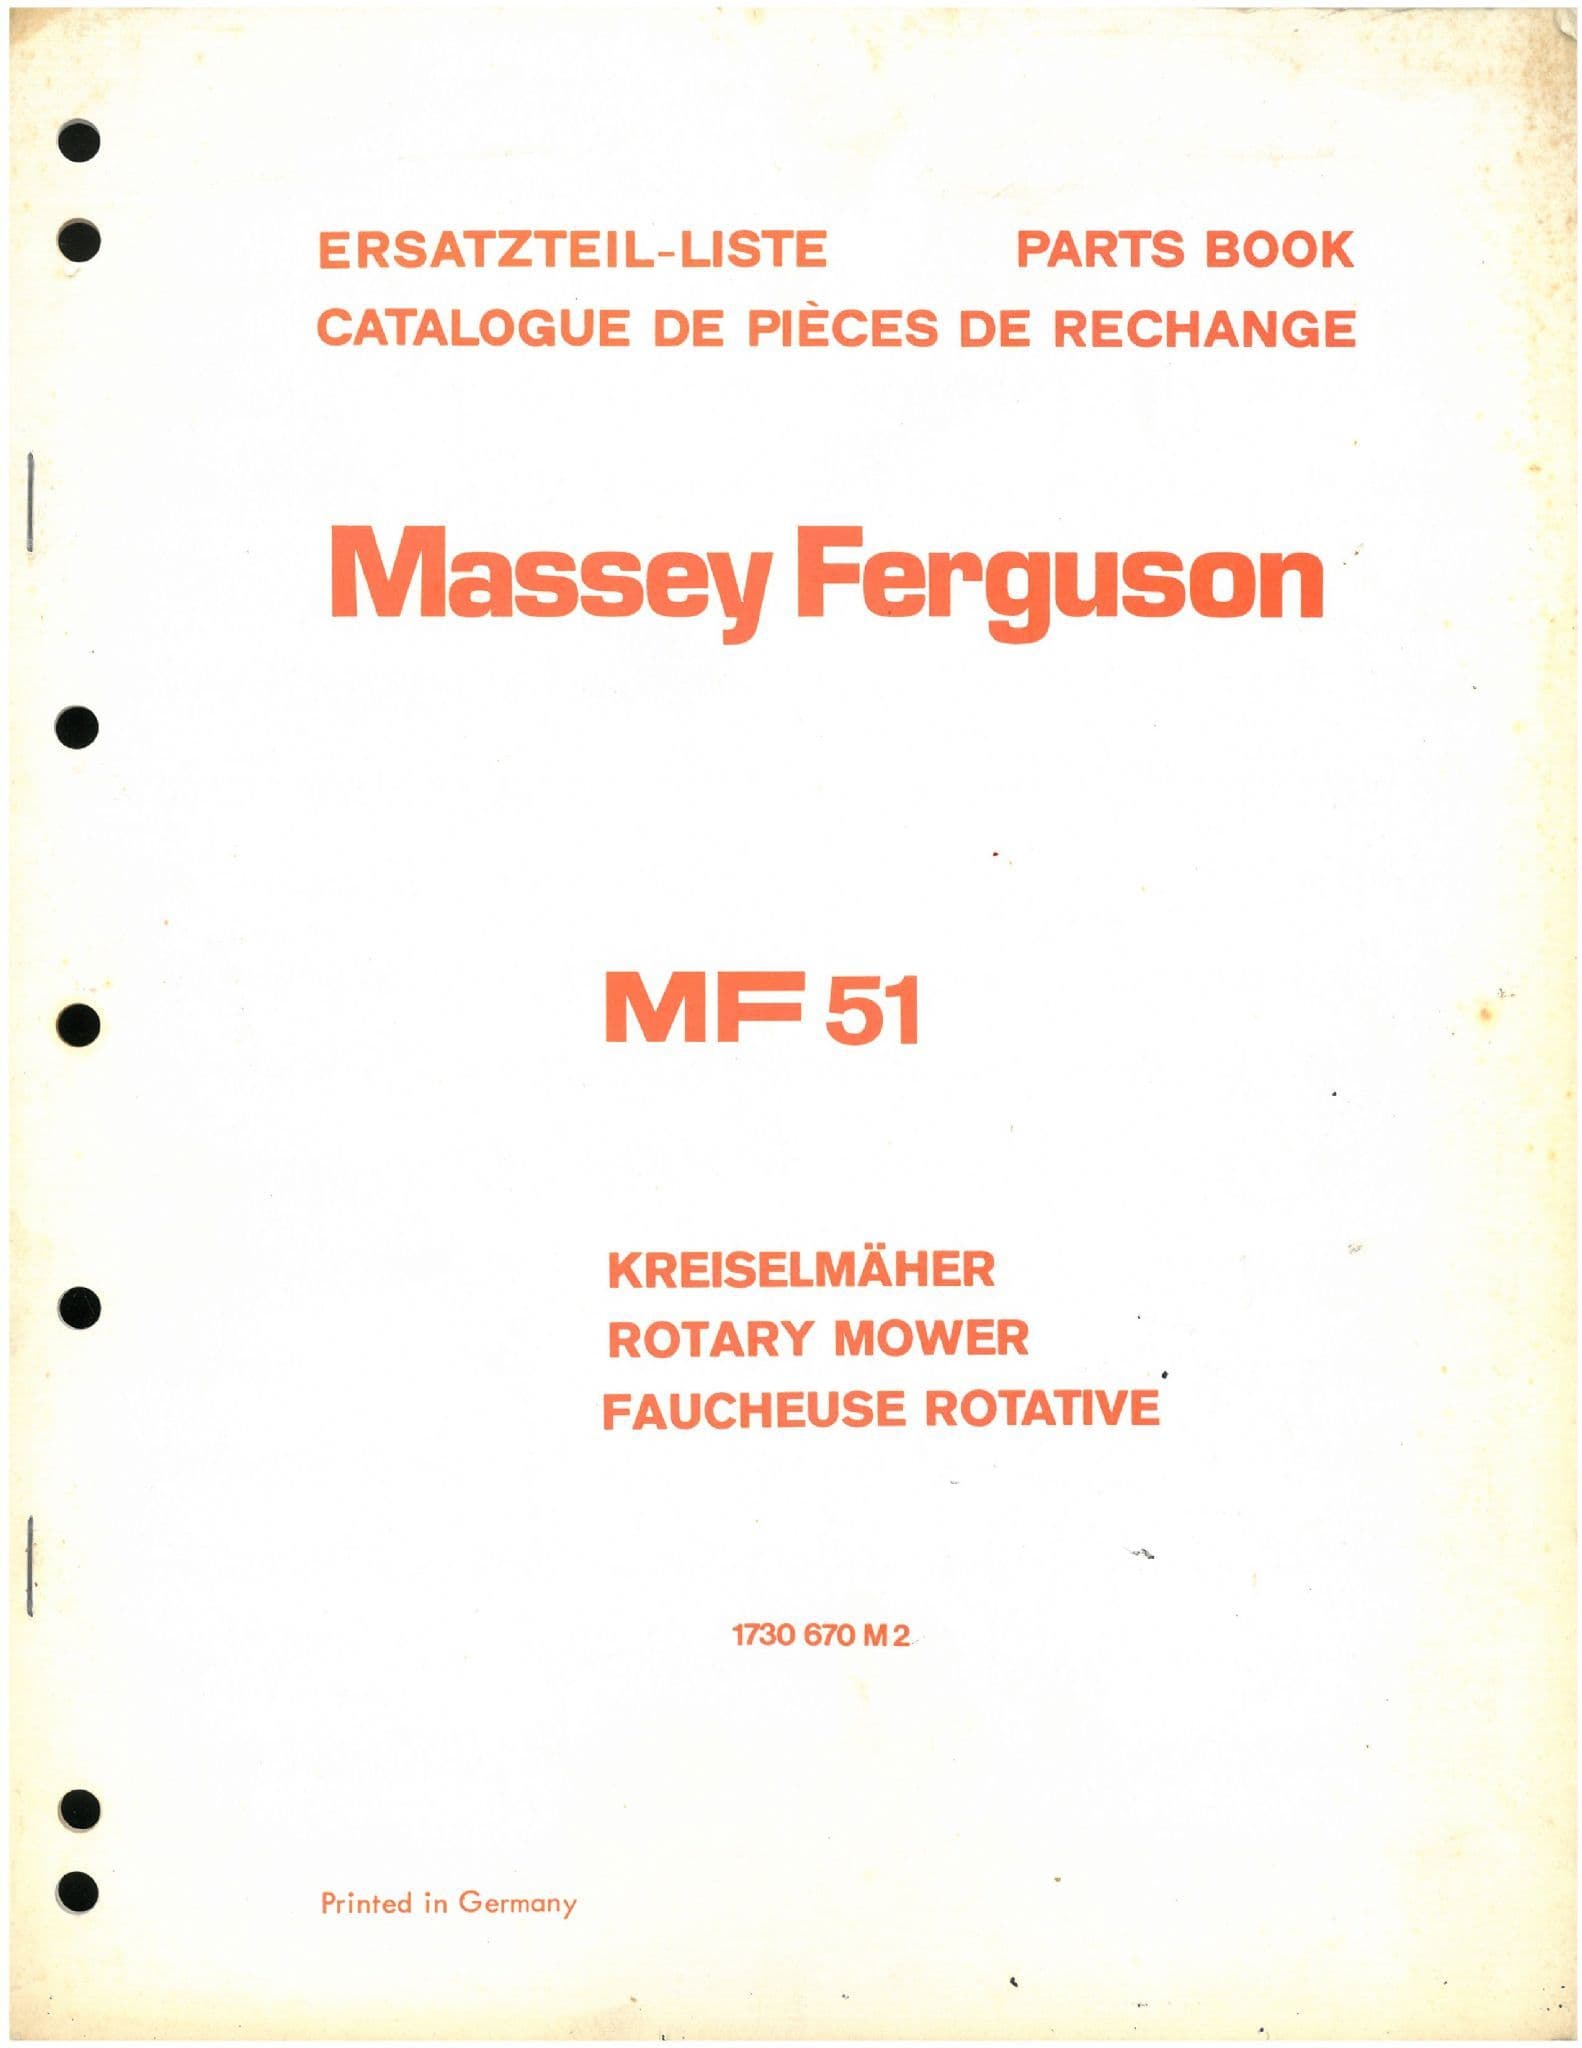 ERSATZTEIL-LISTE PARTS BOOK
CATALOGUE DE PIÈCES DE RECHANGE
Massey Ferguson
MF 51
KREISELMÄHER
ROTARY MOWER
FAUCHEUSE ROTATIVE
1730 670 M2
Printed in Germany